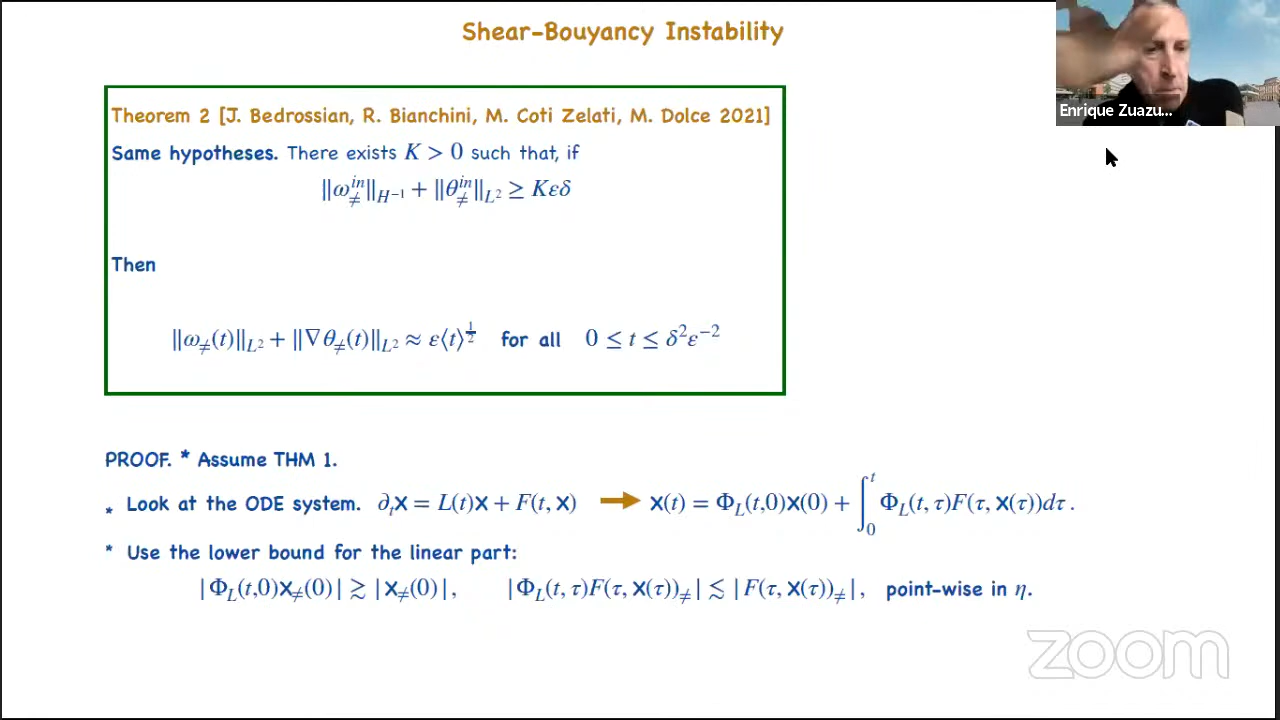 Shear-Bouyancy Instability
Enrique Zuazu...
Theorem 2 [J. Bedrossian, R. Bianchini, M. Coti Zelati, M. Dolce 2021]
Same hypotheses. There exists K > 0 such that, if
‖ω_≠^{in}‖_{H^{-1}} + ‖θ_≠^{in}‖_{L^2} ≥ Kεδ
Then
‖ω_≠(t)‖_{L^2} + ‖∇θ_≠(t)‖_{L^2} ≈ ε⟨t⟩^{1/2} for all 0 ≤ t ≤ δ^2ε^{-2}
PROOF. * Assume THM 1.
* Look at the ODE system. ∂_t X = L(t)X + F(t, X) → X(t) = Φ_L(t,0)X(0) + ∫_0^t Φ_L(t, τ)F(τ, X(τ))dτ .
* Use the lower bound for the linear part:
|Φ_L(t,0)X_≠(0)| ≳ |X_≠(0)|, |Φ_L(t, τ)F(τ, X(τ))_≠| ≲ |F(τ, X(τ))_≠|, point-wise in η.
zoom